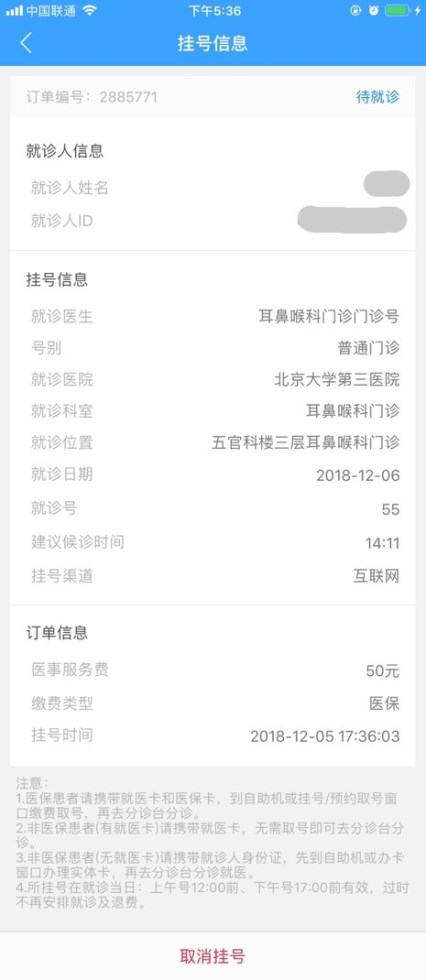 中国联通
下午5:36
挂号信息
订单编号：2885771
待就诊
就诊人信息
就诊人姓名
就诊人ID
挂号信息
就诊医生
耳鼻喉科门诊门诊号
号别
普通门诊
就诊医院
北京大学第三医院
就诊科室
耳鼻喉科门诊
就诊位置
五官科楼三层耳鼻喉科门诊
就诊日期
2018-12-06
就诊号
55
建议候诊时间
14:11
挂号渠道
互联网
订单信息
医事服务费
50元
缴费类型
医保
挂号时间
2018-12-05 17:36:03
注意：
1.医保患者请携带就医卡和医保卡，到自助机或挂号/预约取号窗
口缴费取号，再去分诊台分诊。
2.非医保患者(有就医卡)请携带就医卡，无需取号即可去分诊台分
诊。
3.非医保患者(无就医卡)请携带就诊人身份证，先到自助机或办卡
窗口办理实体卡，再去分诊台分诊就医。
4.所挂号在就诊当日：上午号12:00前、下午号17:00前有效，过时
不再安排就诊及退费。
取消挂号